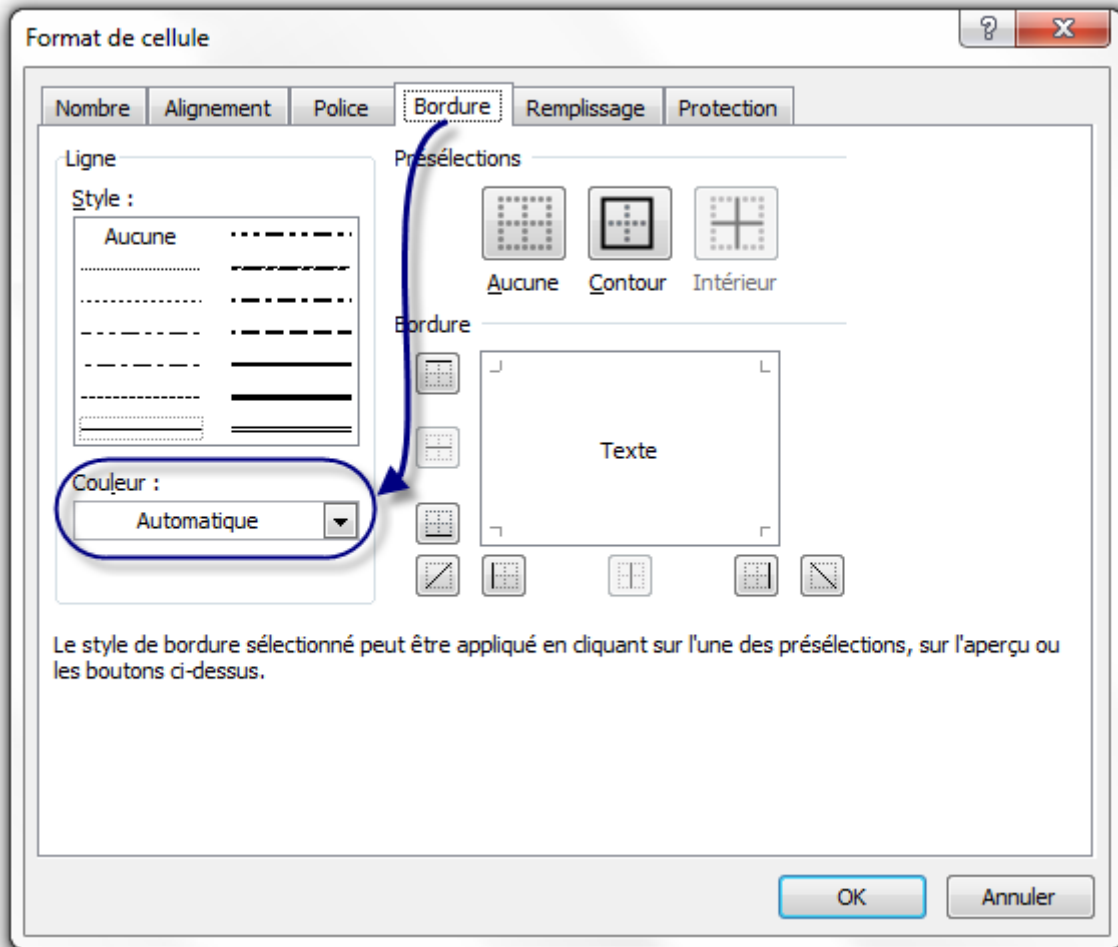 Format de cellule
Nombre Alignement Police Bordure Remplissage Protection
Ligne
Style :
Aucune
Couleur :
Automatique
Présélections
Aucune Contour Intérieur
Bordure
Texte
Le style de bordure sélectionné peut être appliqué en cliquant sur l'une des présélections, sur l'aperçu ou
les boutons ci-dessus.
OK Annuler